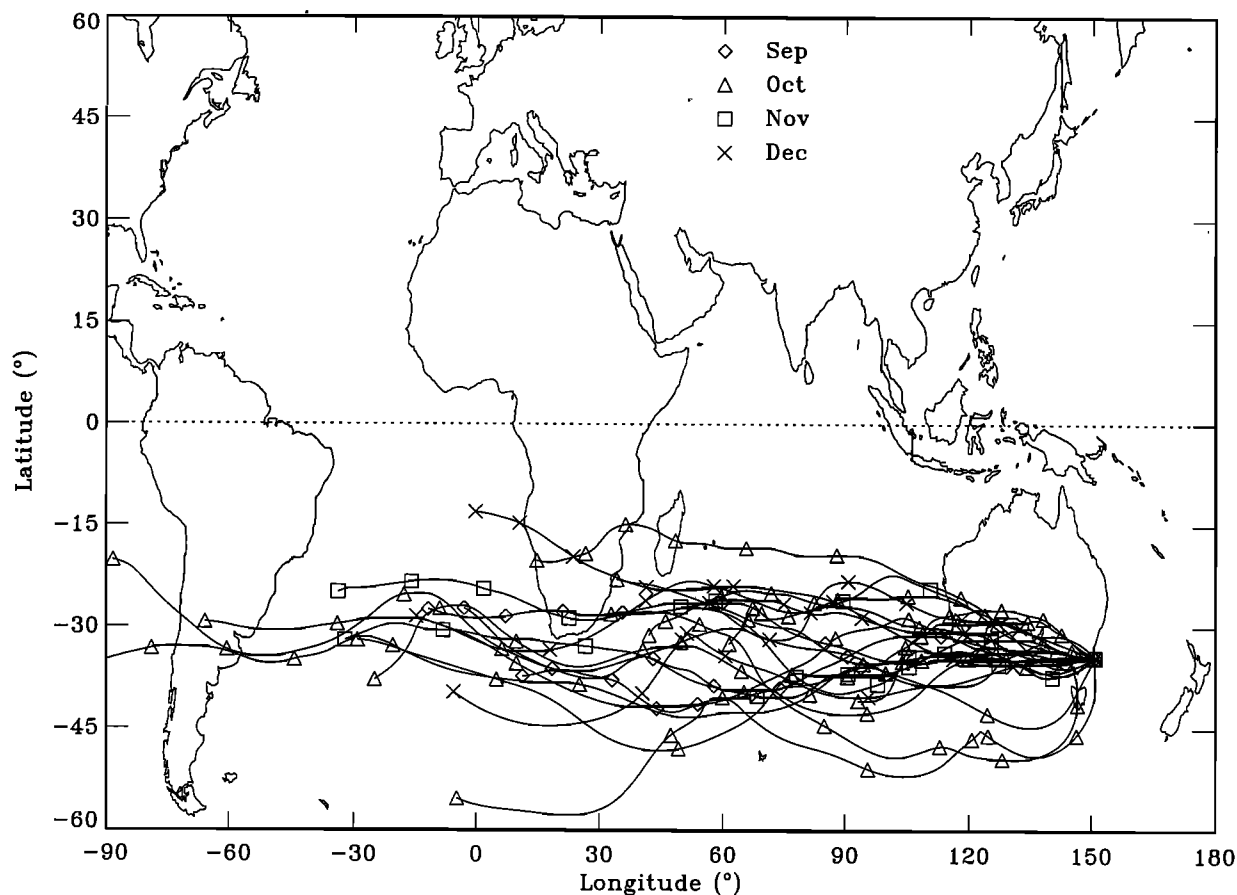 ◇ Sep
△ Oct
□ Nov
× Dec
60
45
30
15
0
−15
−30
−45
−60
Latitude (°)
−90 −60 −30 0 30 60 90 120 150 180
Longitude (°)